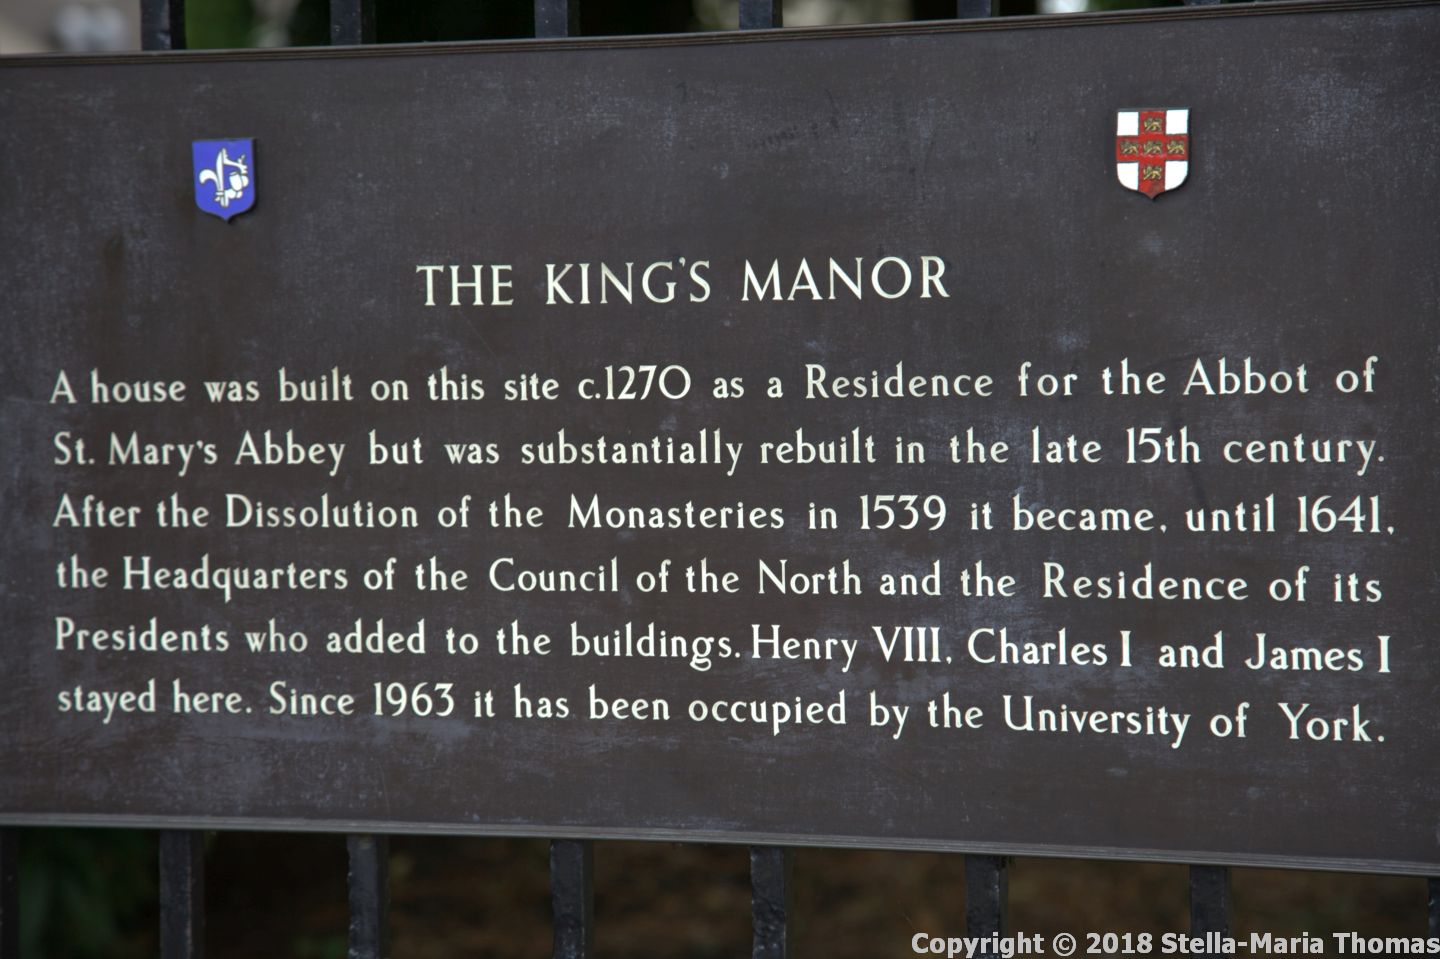 THE KING'S MANOR
A house was built on this site c.1270 as a Residence for the Abbot of
St. Mary's Abbey but was substantially rebuilt in the late 15th century.
After the Dissolution of the Monasteries in 1539 it became, until 1641,
the Headquarters of the Council of the North and the Residence of its
Presidents who added to the buildings. Henry VIII, Charles I and James I
stayed here. Since 1963 it has been occupied by the University of York.
Copyright © 2018 Stella-Maria Thomas